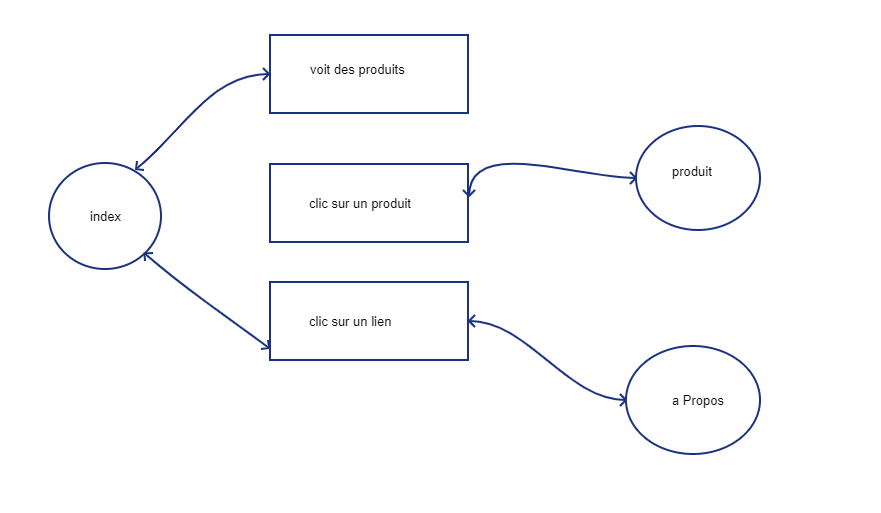 voit des produits
produit
clic sur un produit
index
clic sur un lien
a Propos